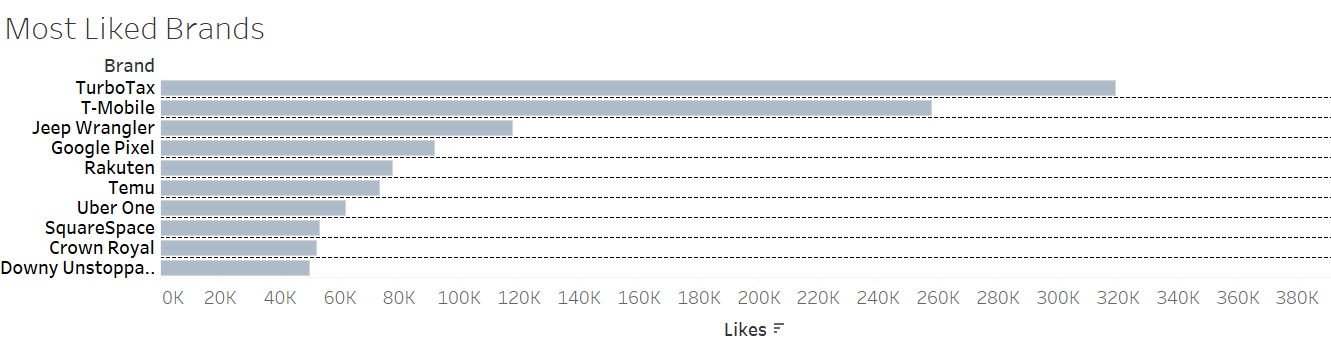 Most Liked Brands
Brand
TurboTax
T-Mobile
Jeep Wrangler
Google Pixel
Rakuten
Temu
Uber One
SquareSpace
Crown Royal
Downy Unstoppa..
0K 20K 40K 60K 80K 100K 120K 140K 160K 180K 200K 220K 240K 260K 280K 300K 320K 340K 360K 380K
Likes